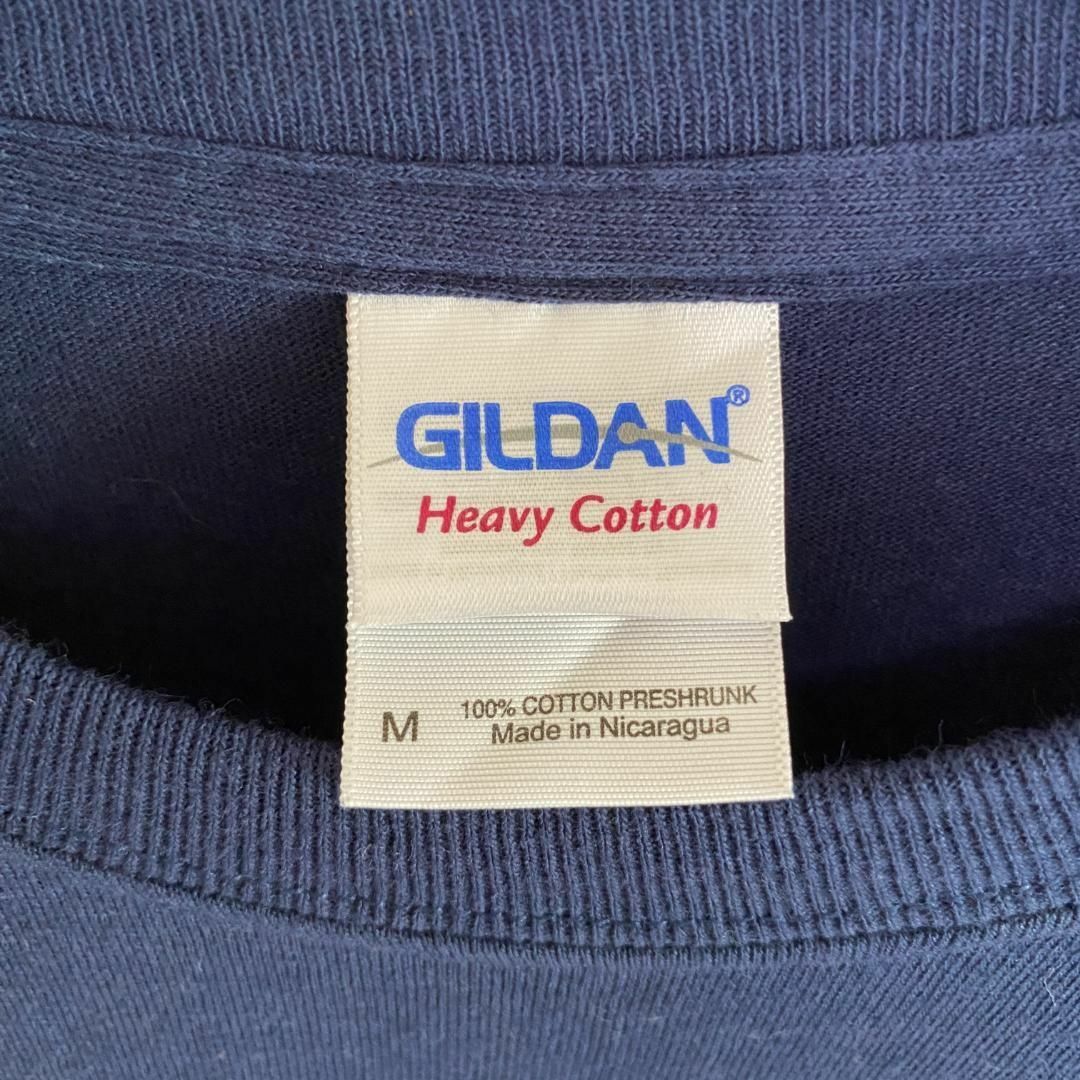 GILDAN®
Heavy Cotton
M
100% COTTON PRESHRUNK
Made in Nicaragua